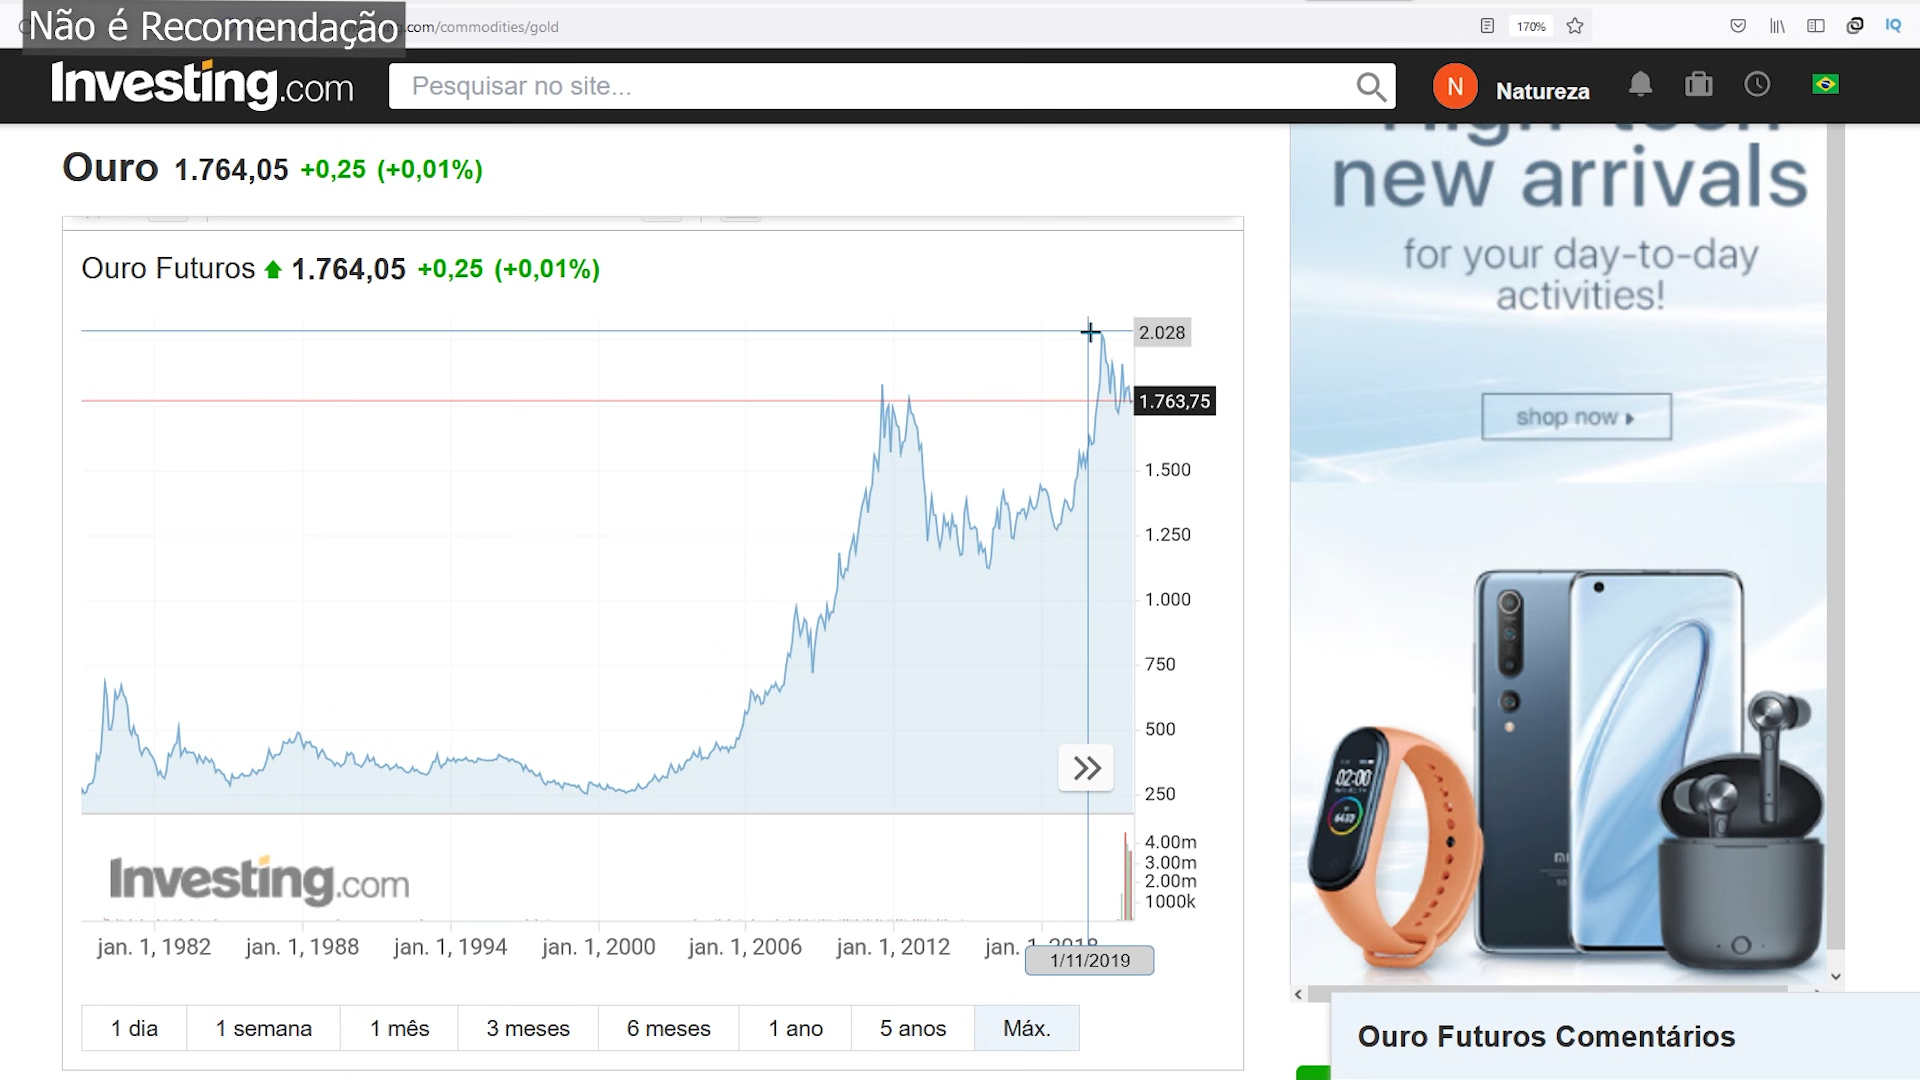 Não é Recomendação
.com/commodities/gold
170%
IQ
Investing.com
Pesquisar no site...
N
Natureza
Ouro 1.764,05 +0,25 (+0,01%)
new arrivals
for your day-to-day
activities!
shop now
Ouro Futuros 1.764,05 +0,25 (+0,01%)
2.028
1.763,75
1.500
1.250
1.000
750
500
250
4.00m
3.00m
2.00m
1000k
Investing.com
jan. 1, 1982
jan. 1, 1988
jan. 1, 1994
jan. 1, 2000
jan. 1, 2006
jan. 1, 2012
jan. 1, 2018
1/11/2019
1 dia
1 semana
1 mês
3 meses
6 meses
1 ano
5 anos
Máx.
02:00
Ouro Futuros Comentários